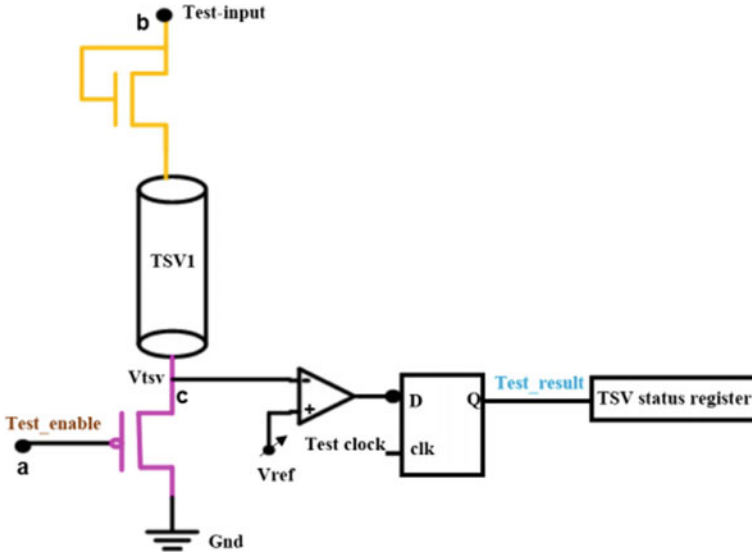 b
Test-input
TSV1
Vtsv
c
Test_enable
a
-
+
Vref
Test clock
D
Q
clk
Test_result
TSV status register
Gnd